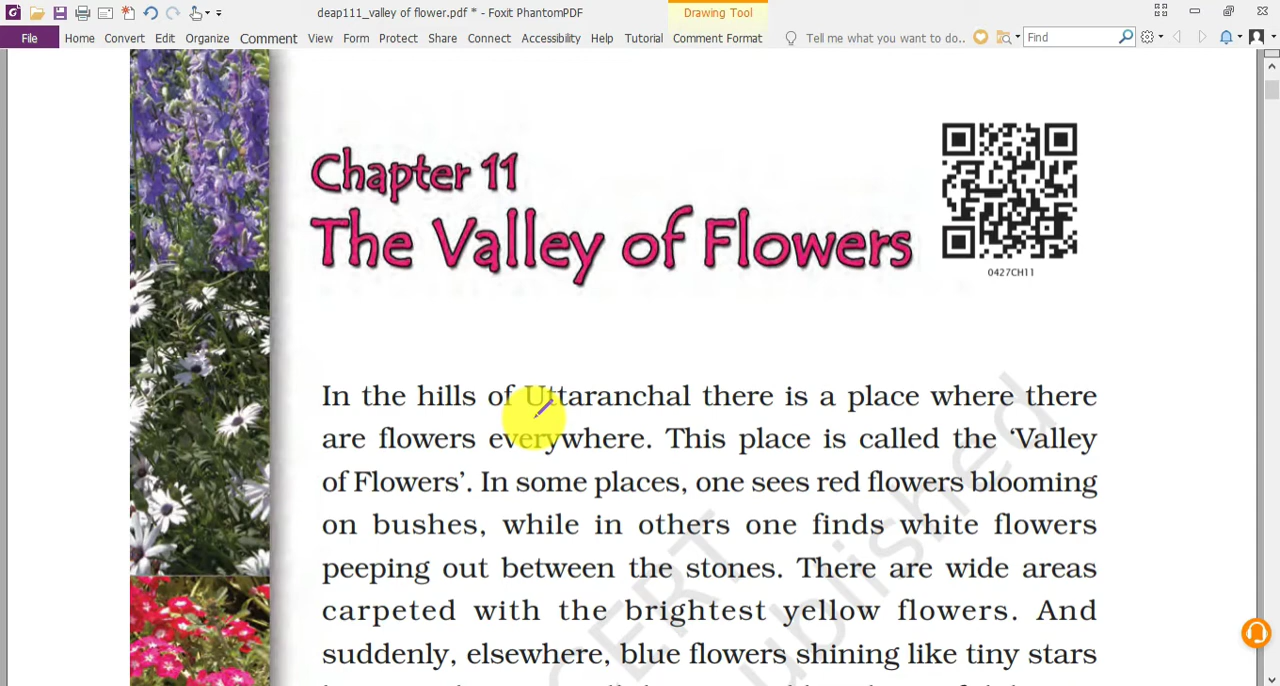 deap111_valley of flower.pdf * - Foxit PhantomPDF
Drawing Tool
File Home Convert Edit Organize Comment View Form Protect Share Connect Accessibility Help Tutorial Comment Format Tell me what you want to do.. Find
Chapter 11
The Valley of Flowers
0427CH11
In the hills of Uttaranchal there is a place where there
are flowers everywhere. This place is called the ‘Valley
of Flowers’. In some places, one sees red flowers blooming
on bushes, while in others one finds white flowers
peeping out between the stones. There are wide areas
carpeted with the brightest yellow flowers. And
suddenly, elsewhere, blue flowers shining like tiny stars